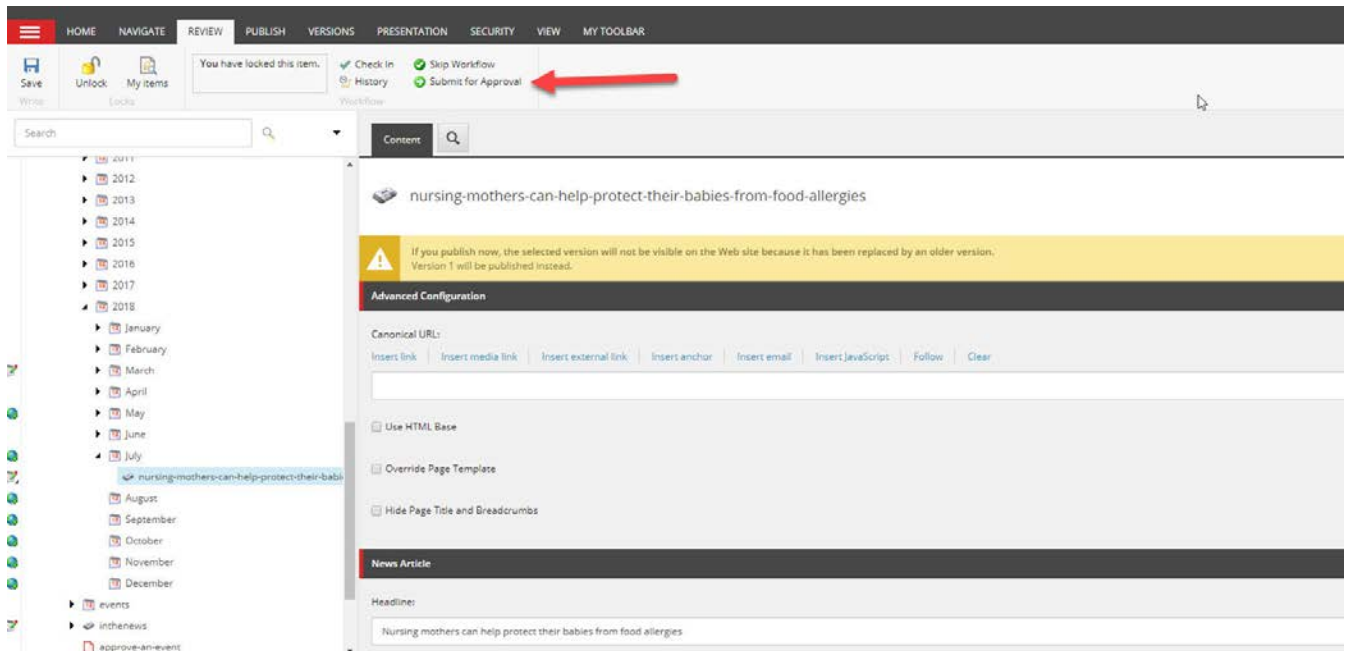 HOME NAVIGATE REVIEW PUBLISH VERSIONS PRESENTATION SECURITY VIEW MY TOOLBAR
Save
Write
Unlock My items
Locks
You have locked this item.
Check In Skip Workflow
History Submit for Approval
Workflow
Search
Content
2011
2012
2013
2014
2015
2016
2017
2018
January
February
March
April
May
June
July
nursing-mothers-can-help-protect-their-babi
August
September
October
November
December
events
inthenews
approve-an-event
nursing-mothers-can-help-protect-their-babies-from-food-allergies
If you publish now, the selected version will not be visible on the Web site because it has been replaced by an older version.
Version 1 will be published instead.
Advanced Configuration
Canonical URL:
Insert link Insert media link Insert external link Insert anchor Insert email Insert JavaScript Follow Clear
Use HTML Base
Override Page Template
Hide Page Title and Breadcrumbs
News Article
Headline:
Nursing mothers can help protect their babies from food allergies